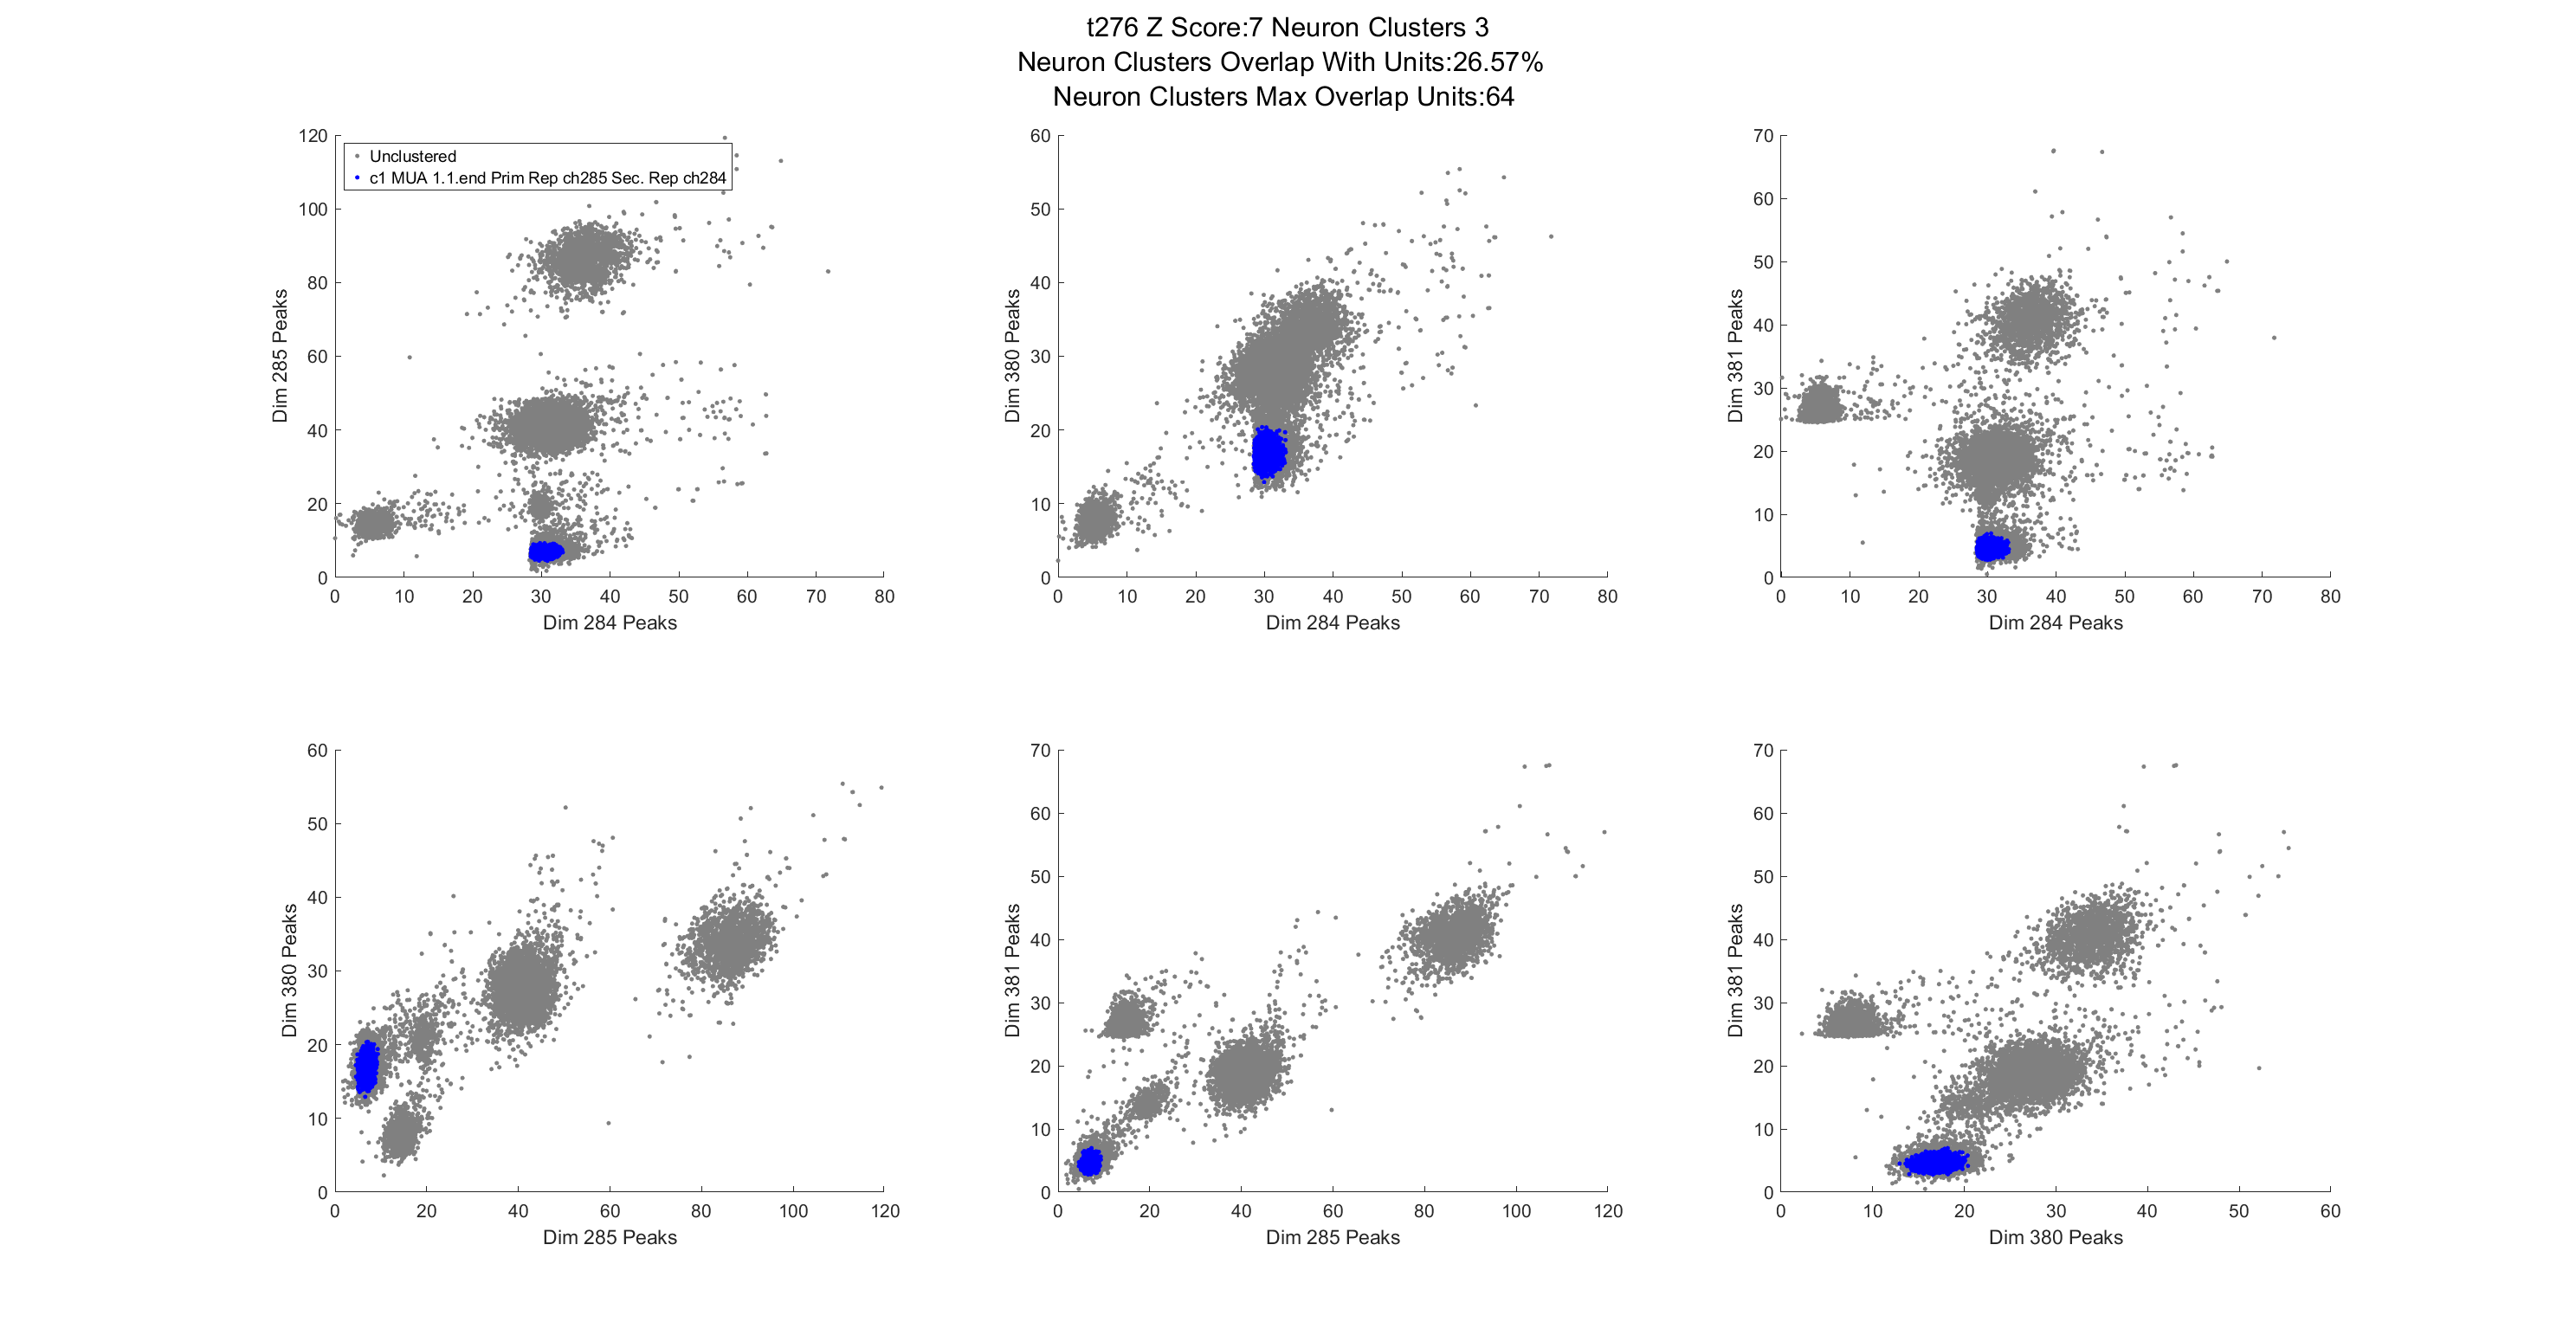 t276 Z Score:7 Neuron Clusters 3
Neuron Clusters Overlap With Units:26.57%
Neuron Clusters Max Overlap Units:64
120
100
80
60
40
20
0
Dim 285 Peaks
Unclustered
c1 MUA 1.1.end Prim Rep ch285 Sec. Rep ch284
0 10 20 30 40 50 60 70 80
Dim 284 Peaks
60
50
40
30
20
10
0
Dim 380 Peaks
0 10 20 30 40 50 60 70 80
Dim 284 Peaks
70
60
50
40
30
20
10
0
Dim 381 Peaks
0 10 20 30 40 50 60 70 80
Dim 284 Peaks
60
50
40
30
20
10
0
Dim 380 Peaks
0 20 40 60 80 100 120
Dim 285 Peaks
70
60
50
40
30
20
10
0
Dim 381 Peaks
0 20 40 60 80 100 120
Dim 285 Peaks
70
60
50
40
30
20
10
0
Dim 381 Peaks
0 10 20 30 40 50 60
Dim 380 Peaks